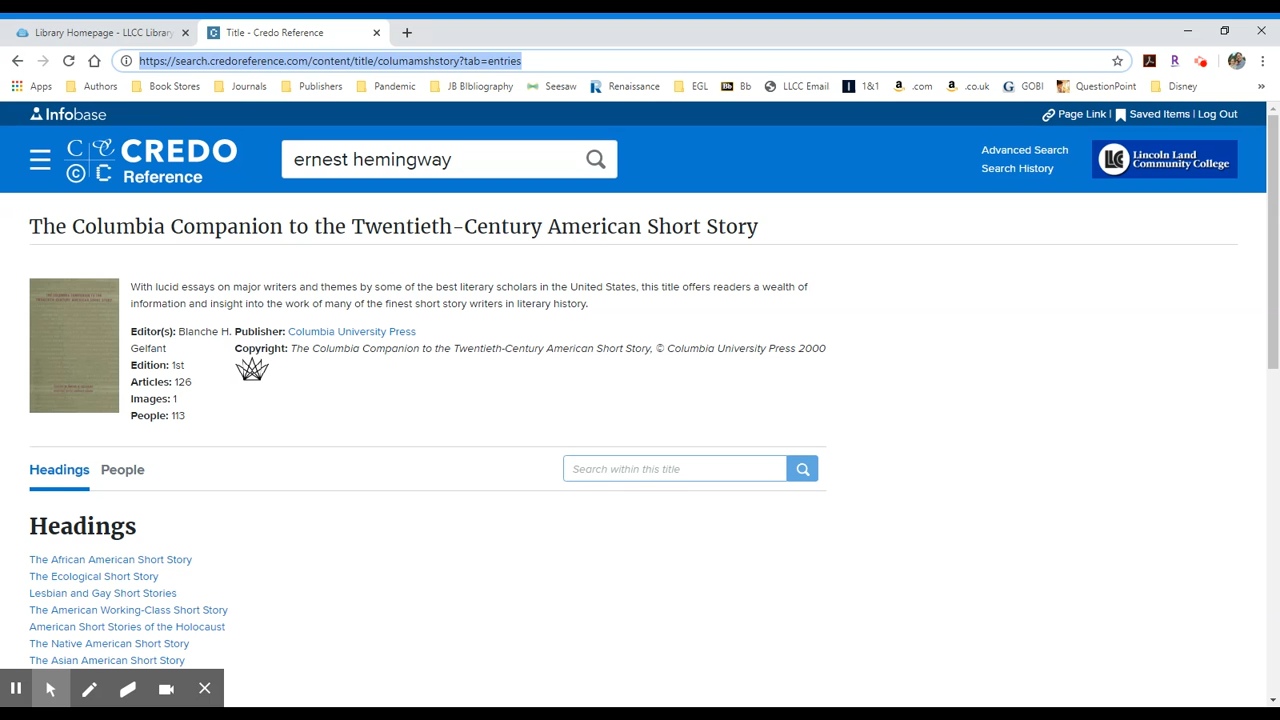 Library Homepage - LLCC Library
Title - Credo Reference
https://search.credoreference.com/content/title/columamshstory?tab=entries
Apps Authors Book Stores Journals Publishers Pandemic JB BIbliography Seesaw Renaissance EGL Bb LLCC Email 1&1 .com .co.uk GOBI QuestionPoint Disney »
Infobase
Page Link | Saved Items | Log Out
CREDO
Reference
ernest hemingway
Advanced Search
Search History
LLC Lincoln Land
Community College
The Columbia Companion to the Twentieth-Century American Short Story
With lucid essays on major writers and themes by some of the best literary scholars in the United States, this title offers readers a wealth of
information and insight into the work of many of the finest short story writers in literary history.
Editor(s): Blanche H.
Gelfant
Edition: 1st
Articles: 126
Images: 1
People: 113
Publisher: Columbia University Press
Copyright: The Columbia Companion to the Twentieth-Century American Short Story, © Columbia University Press 2000
Headings People
Search within this title
Headings
The African American Short Story
The Ecological Short Story
Lesbian and Gay Short Stories
The American Working-Class Short Story
American Short Stories of the Holocaust
The Native American Short Story
The Asian American Short Story